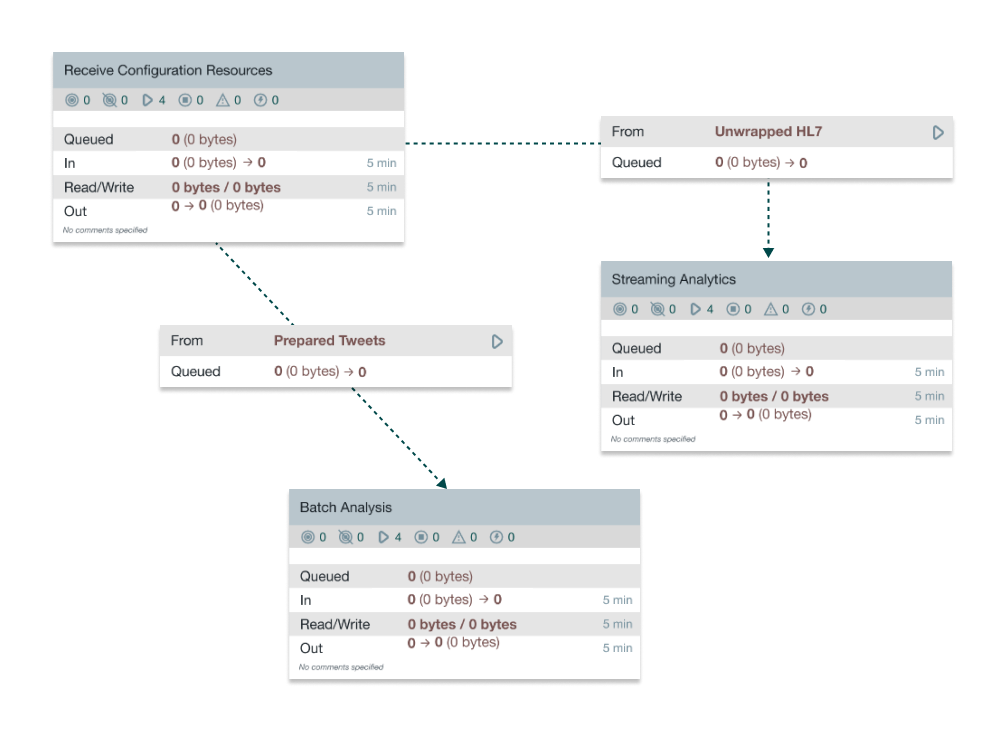 Receive Configuration Resources
0 0 4 0 0 0
Queued 0 (0 bytes)
In 0 (0 bytes) → 0 5 min
Read/Write 0 bytes / 0 bytes 5 min
Out 0 → 0 (0 bytes) 5 min
No comments specified
From Unwrapped HL7
Queued 0 (0 bytes) → 0
Streaming Analytics
0 0 4 0 0 0
Queued 0 (0 bytes)
In 0 (0 bytes) → 0 5 min
Read/Write 0 bytes / 0 bytes 5 min
Out 0 → 0 (0 bytes) 5 min
No comments specified
From Prepared Tweets
Queued 0 (0 bytes) → 0
Batch Analysis
0 0 4 0 0 0
Queued 0 (0 bytes)
In 0 (0 bytes) → 0 5 min
Read/Write 0 bytes / 0 bytes 5 min
Out 0 → 0 (0 bytes) 5 min
No comments specified